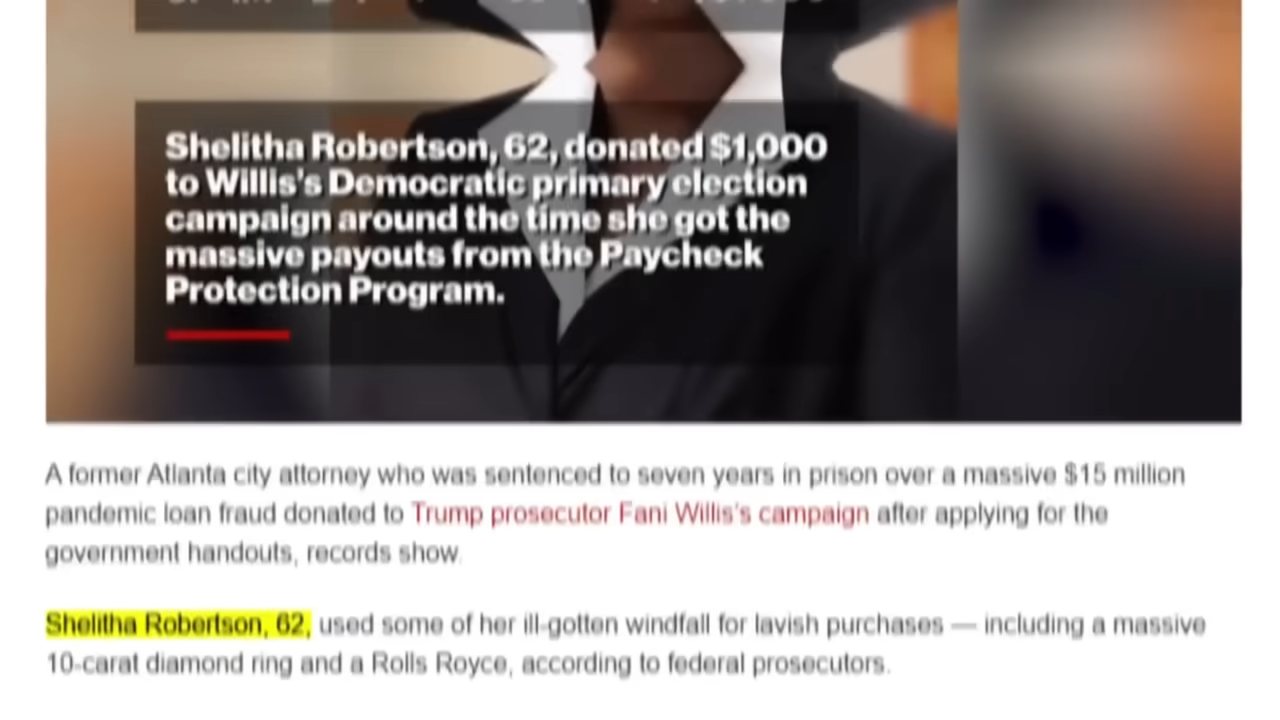 Shelitha Robertson, 62, donated $1,000
to Willis's Democratic primary election
campaign around the time she got the
massive payouts from the Paycheck
Protection Program.
A former Atlanta city attorney who was sentenced to seven years in prison over a massive $15 million
pandemic loan fraud donated to Trump prosecutor Fani Willis's campaign after applying for the
government handouts, records show.
Shelitha Robertson, 62, used some of her ill-gotten windfall for lavish purchases — including a massive
10-carat diamond ring and a Rolls Royce, according to federal prosecutors.